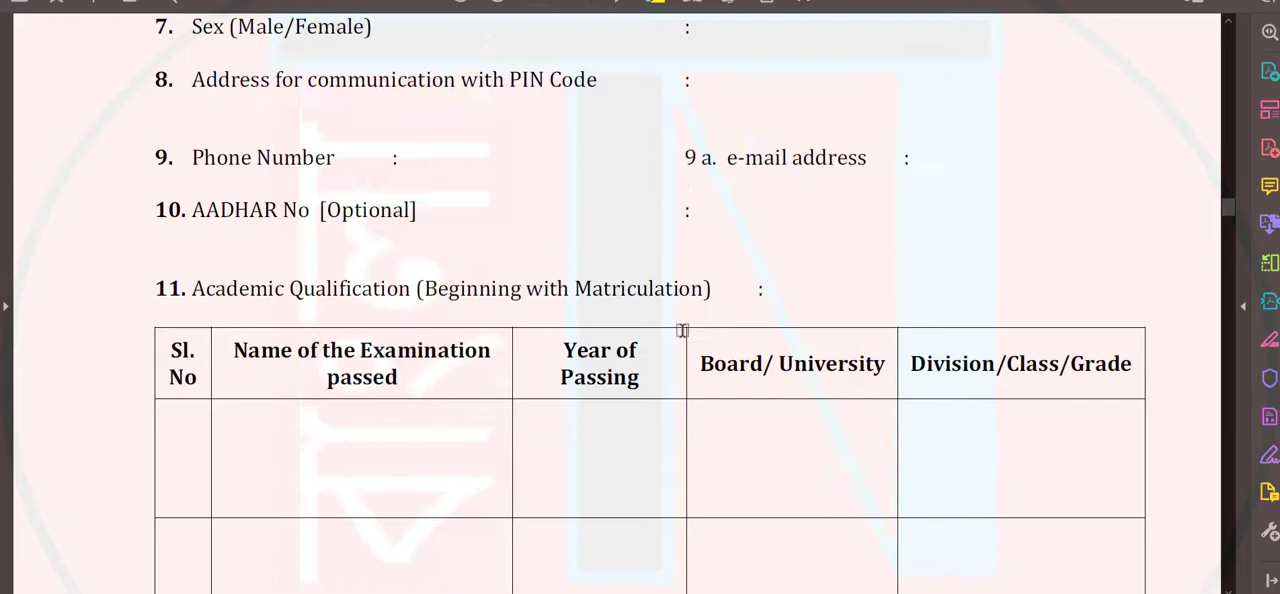 7. Sex (Male/Female) :
8. Address for communication with PIN Code :
9. Phone Number : 9 a. e-mail address :
10. AADHAR No [Optional] :
11. Academic Qualification (Beginning with Matriculation) :
Sl. No
Name of the Examination passed
Year of Passing
Board/ University
Division/Class/Grade